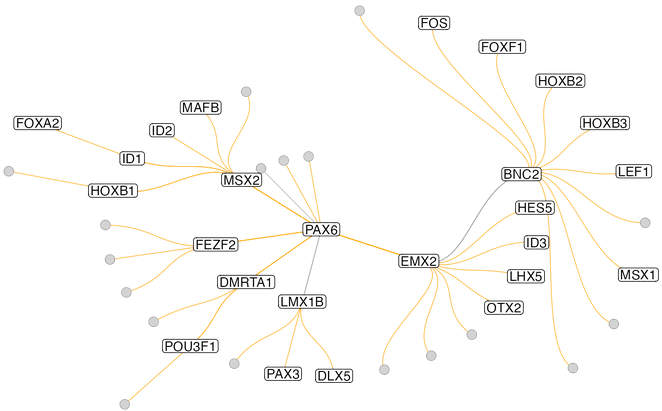 FOS
FOXF1
HOXB2
MAFB
FOXA2
HOXB3
ID2
ID1
LEF1
BNC2
MSX2
HOXB1
HES5
PAX6
ID3
FEZF2
EMX2
LHX5
MSX1
DMRTA1
LMX1B
OTX2
POU3F1
PAX3
DLX5